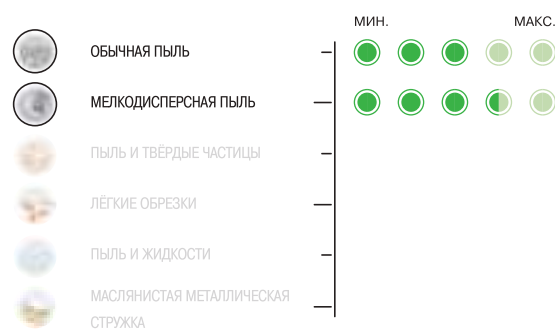 МИН. МАКС.
ОБЫЧНАЯ ПЫЛЬ
МЕЛКОДИСПЕРСНАЯ ПЫЛЬ
ПЫЛЬ И ТВЁРДЫЕ ЧАСТИЦЫ
ЛЁГКИЕ ОБРЕЗКИ
ПЫЛЬ И ЖИДКОСТИ
МАСЛЯНИСТАЯ МЕТАЛЛИЧЕСКАЯ
СТРУЖКА